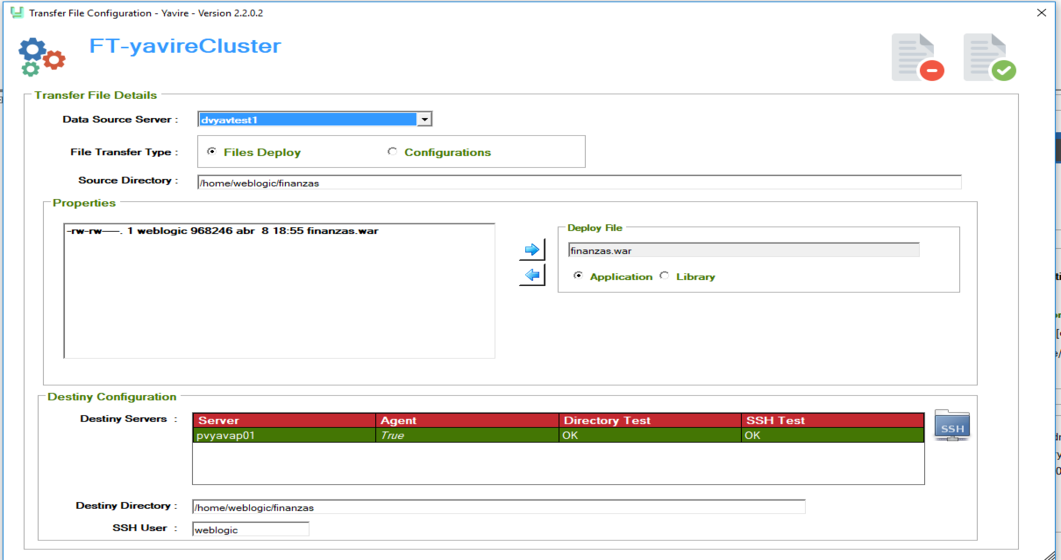 Transfer File Configuration - Yavire - Version 2.2.0.2
FT-yavireCluster
Transfer File Details
Data Source Server : dvyavtest1
File Transfer Type : Files Deploy Configurations
Source Directory : /home/weblogic/finanzas
Properties
-rw-rw----. 1 weblogic 968246 abr 8 18:55 finanzas.war
Deploy File
finanzas.war
Application Library
Destiny Configuration
Destiny Servers :
Server Agent Directory Test SSH Test
pvyavap01 True OK OK
SSH
Destiny Directory : /home/weblogic/finanzas
SSH User : weblogic